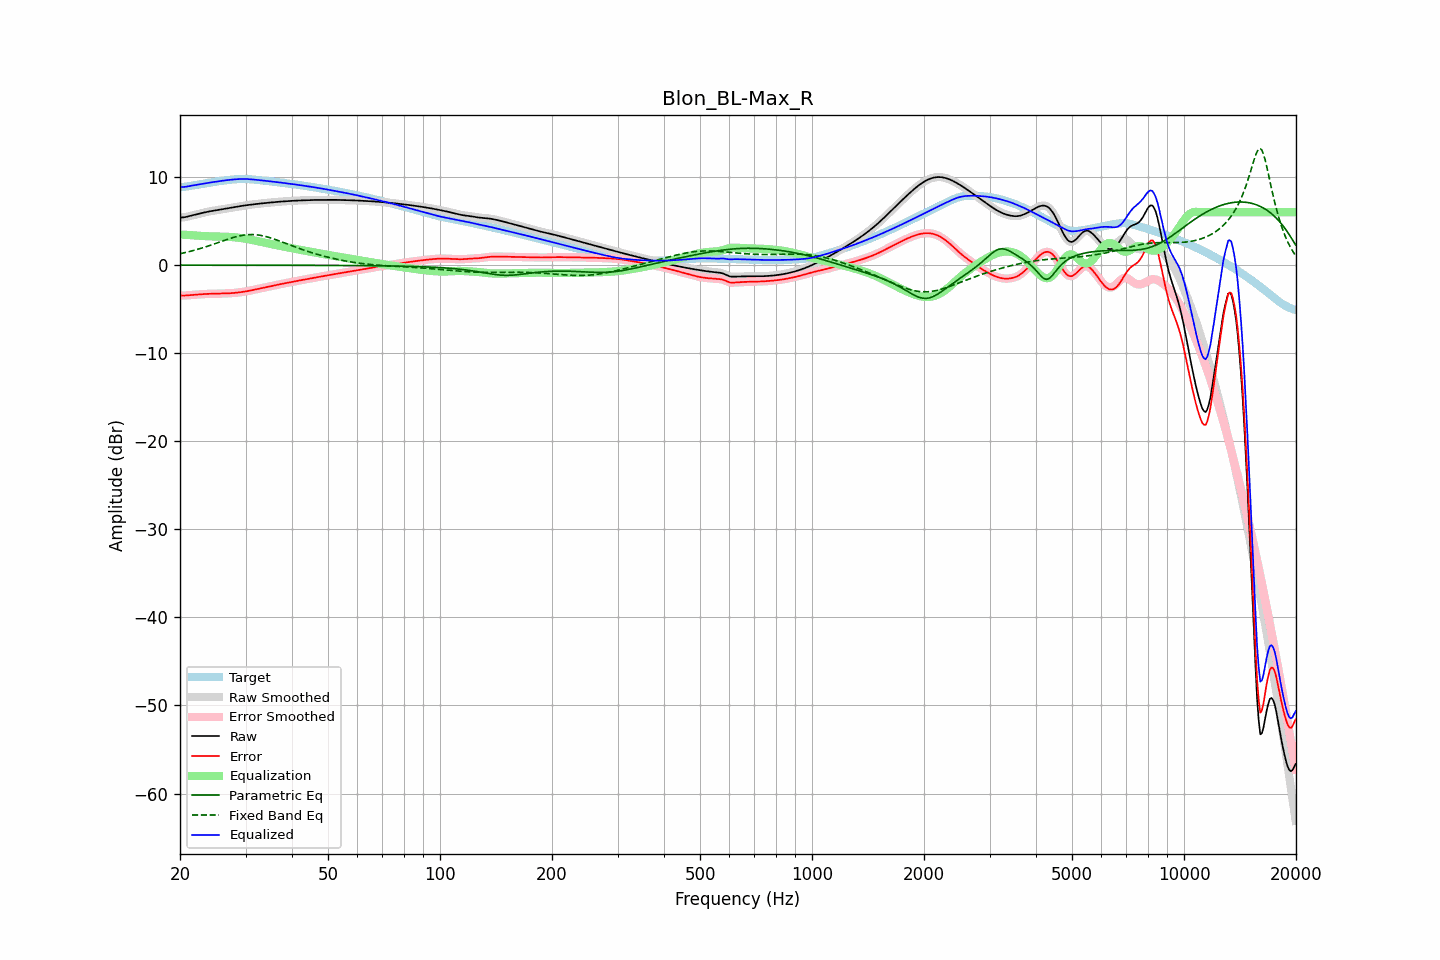 Blon_BL-Max_R
10
0
−10
−20
−30
−40
−50
−60
Amplitude (dBr)
Target
Raw Smoothed
Error Smoothed
Raw
Error
Equalization
Parametric Eq
Fixed Band Eq
Equalized
20 50 100 200 500 1000 2000 5000 10000 20000
Frequency (Hz)